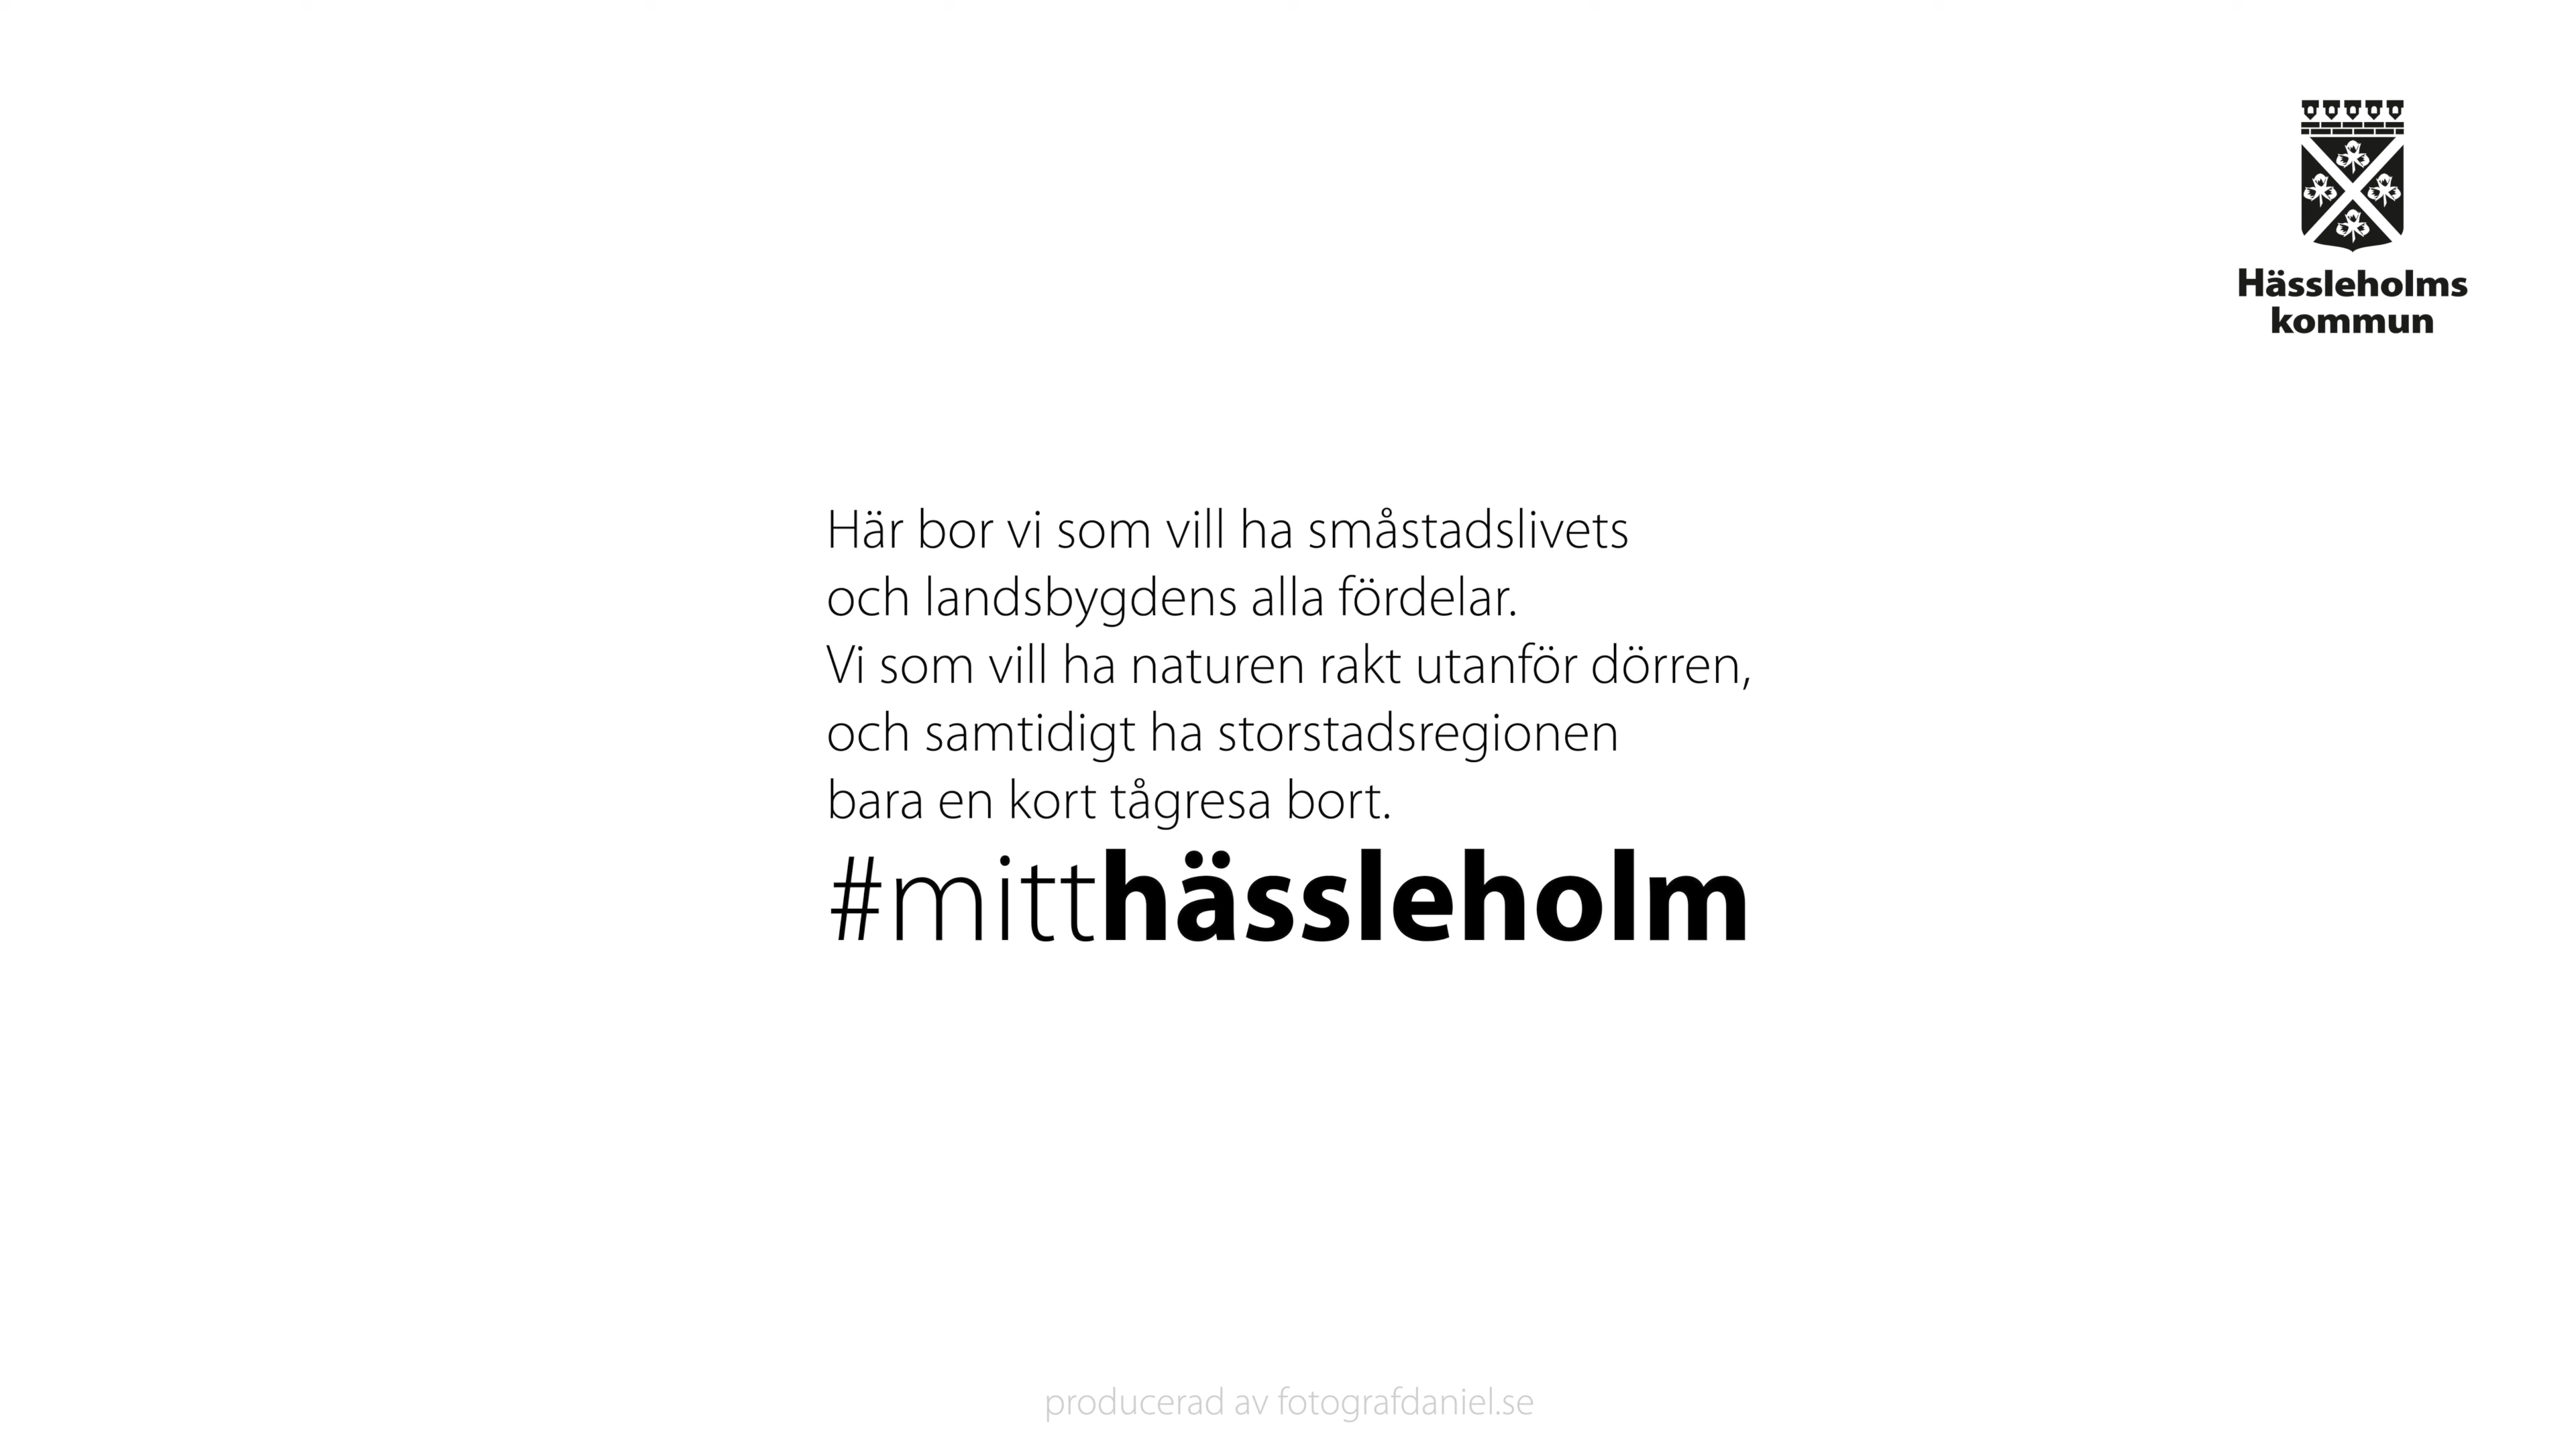 Hässleholms
kommun
Här bor vi som vill ha småstadslivets
och landsbygdens alla fördelar.
Vi som vill ha naturen rakt utanför dörren,
och samtidigt ha storstadsregionen
bara en kort tågresa bort.
#mitthässleholm
producerad av fotografdaniel.se